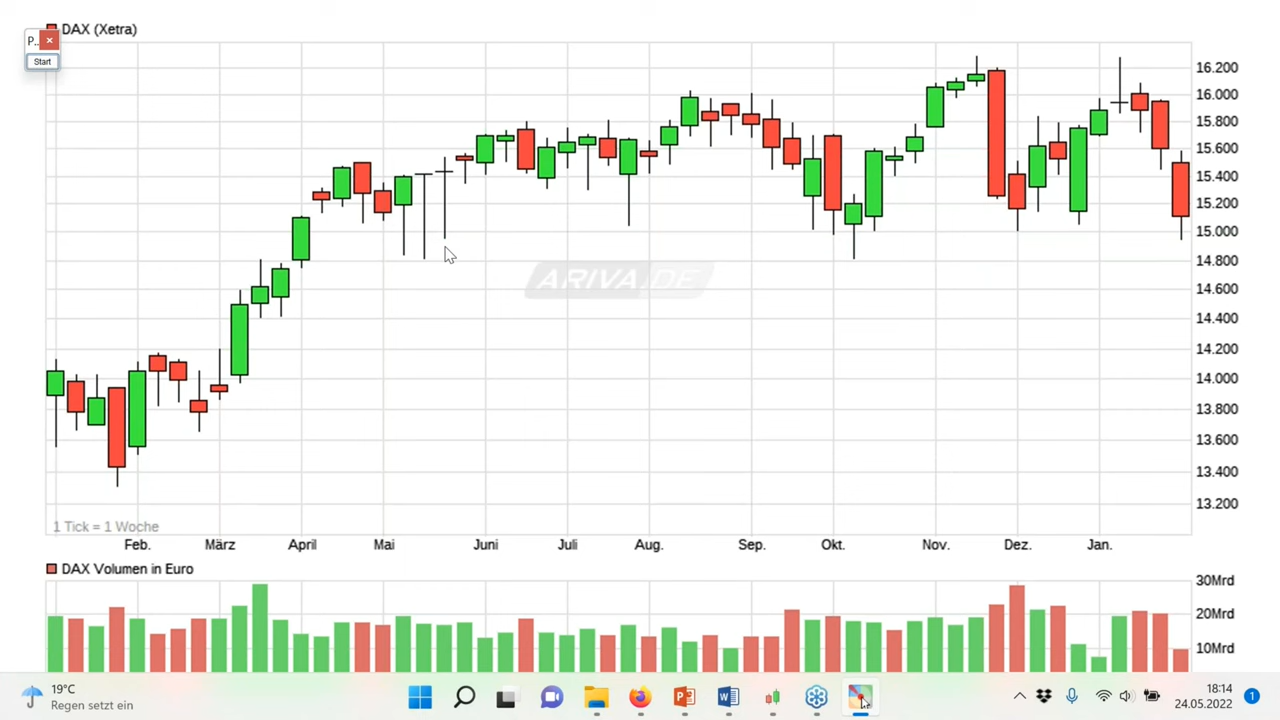 DAX (Xetra)
P..
Start
16.200
16.000
15.800
15.600
15.400
15.200
15.000
14.800
14.600
14.400
14.200
14.000
13.800
13.600
13.400
13.200
ARIVA.DE
1 Tick = 1 Woche
Feb. März April Mai Juni Juli Aug. Sep. Okt. Nov. Dez. Jan.
DAX Volumen in Euro
30Mrd
20Mrd
10Mrd
19°C
Regen setzt ein
18:14
24.05.2022
1